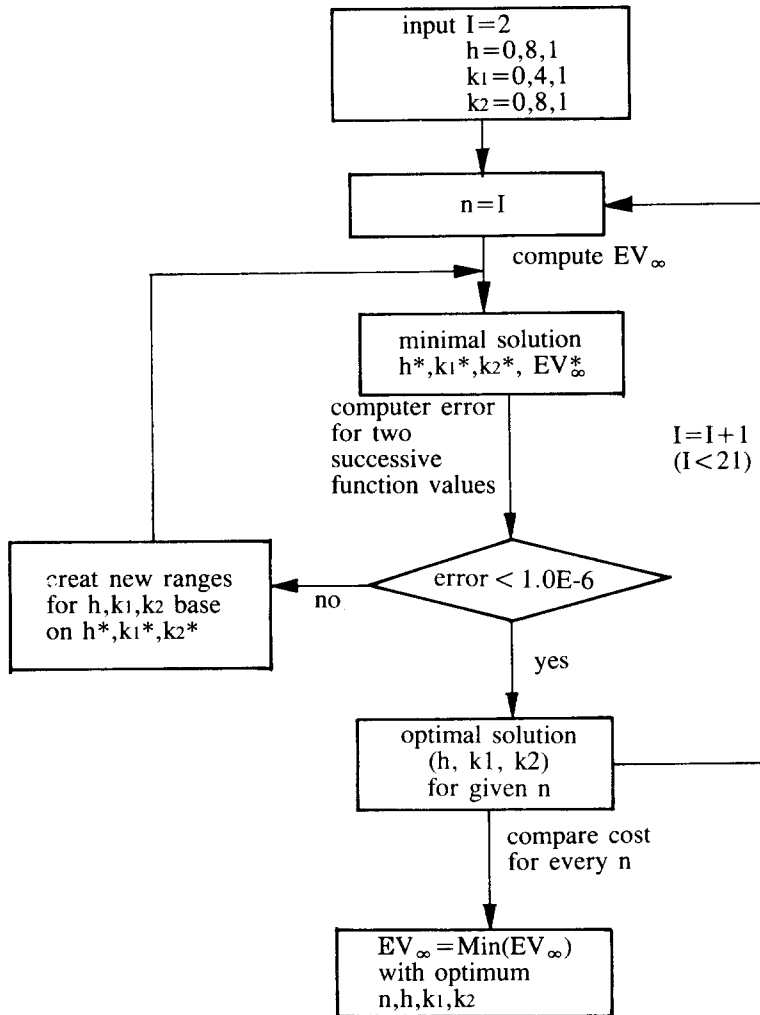 input I=2
h=0,8,1
k1=0,4,1
k2=0,8,1
n=I
compute EV∞
minimal solution
h*,k1*,k2*, EV*∞
computer error
for two
successive
function values
I=I+1
(I<21)
error < 1.0E-6
no
creat new ranges
for h,k1,k2 base
on h*,k1*,k2*
yes
optimal solution
(h, k1, k2)
for given n
compare cost
for every n
EV∞=Min(EV∞)
with optimum
n,h,k1,k2